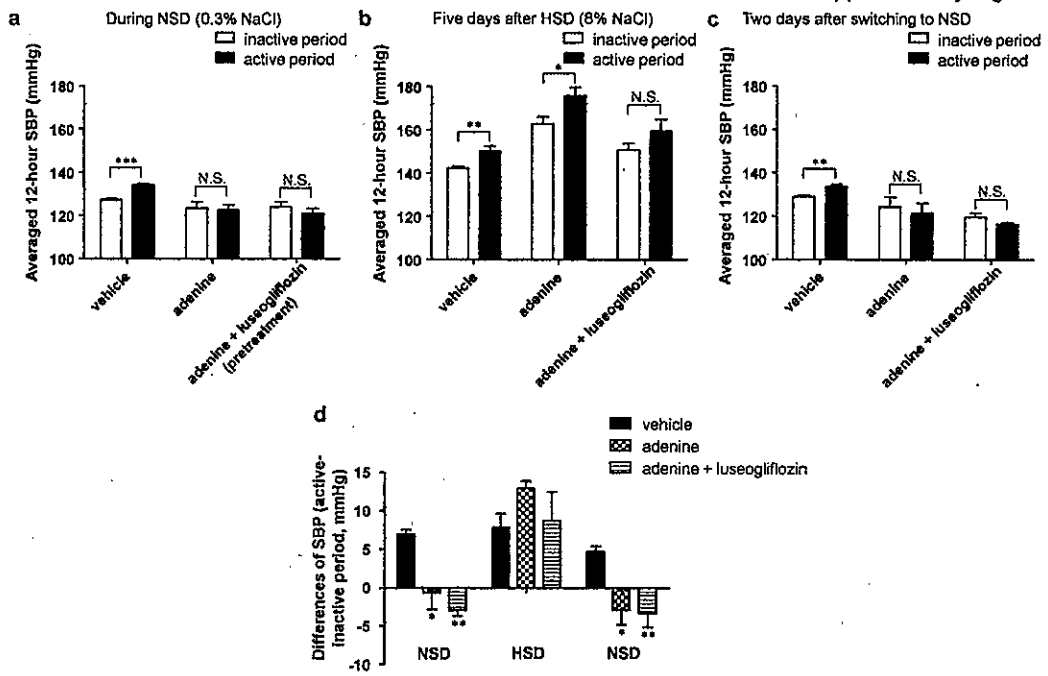 a
During NSD (0.3% NaCl)
inactive period
active period
Averaged 12-hour SBP (mmHg)
180
160
140
120
100
***
N.S.
N.S.
vehicle
adenine
adenine + luseogliflozin
(pretreatment)
b
Five days after HSD (8% NaCl)
inactive period
active period
Averaged 12-hour SBP (mmHg)
180
160
140
120
100
**
*
N.S.
vehicle
adenine
adenine + luseogliflozin
c
Two days after switching to NSD
inactive period
active period
Averaged 12-hour SBP (mmHg)
180
160
140
120
100
**
N.S.
N.S.
vehicle
adenine
adenine + luseogliflozin
d
vehicle
adenine
adenine + luseogliflozin
Differences of SBP (active-
inactive period, mmHg)
15
10
5
0
-5
-10
*
**
*
**
NSD
HSD
NSD